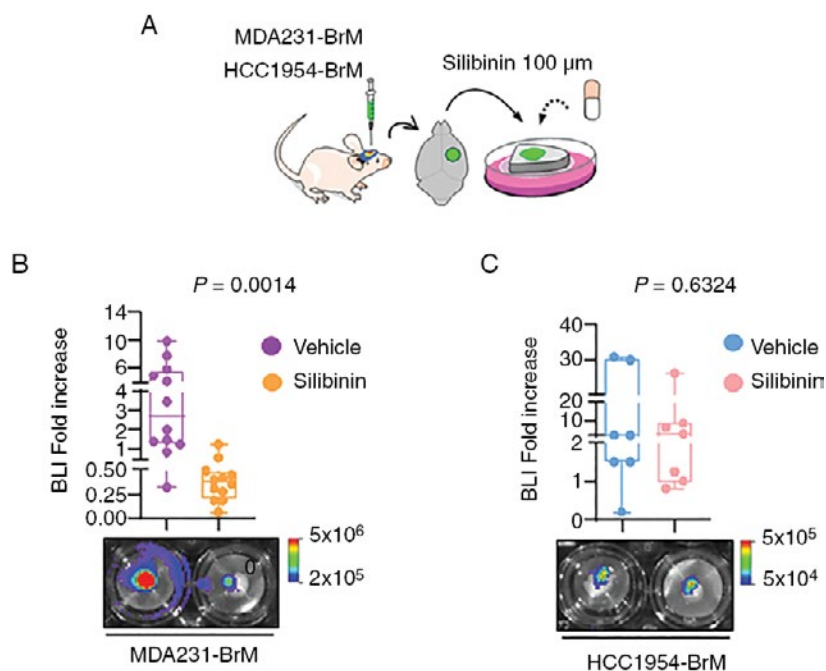 A
MDA231-BrM
HCC1954-BrM
Silibinin 100 μm
B
P = 0.0014
14
10
6
4
3
2
1
0.50
0.25
0.00
BLI Fold increase
Vehicle
Silibinin
0
5x10⁶
2x10⁵
MDA231-BrM
C
P = 0.6324
40
30
20
10
2
1
0
BLI Fold increase
Vehicle
Silibinin
5x10⁵
5x10⁴
HCC1954-BrM